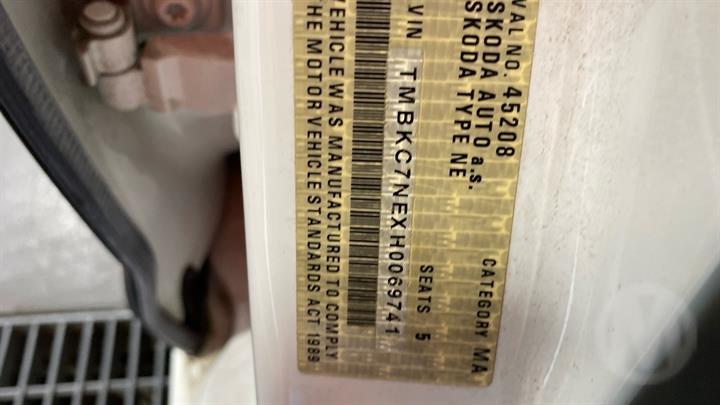 VAL NO. 45208
SKODA AUTO a.s.
SKODA TYPE NE CATEGORY MA
VIN TMBKC7NEXH0069741
SEATS 5
VEHICLE WAS MANUFACTURED TO COMPLY
THE MOTOR VEHICLE STANDARDS ACT 1989